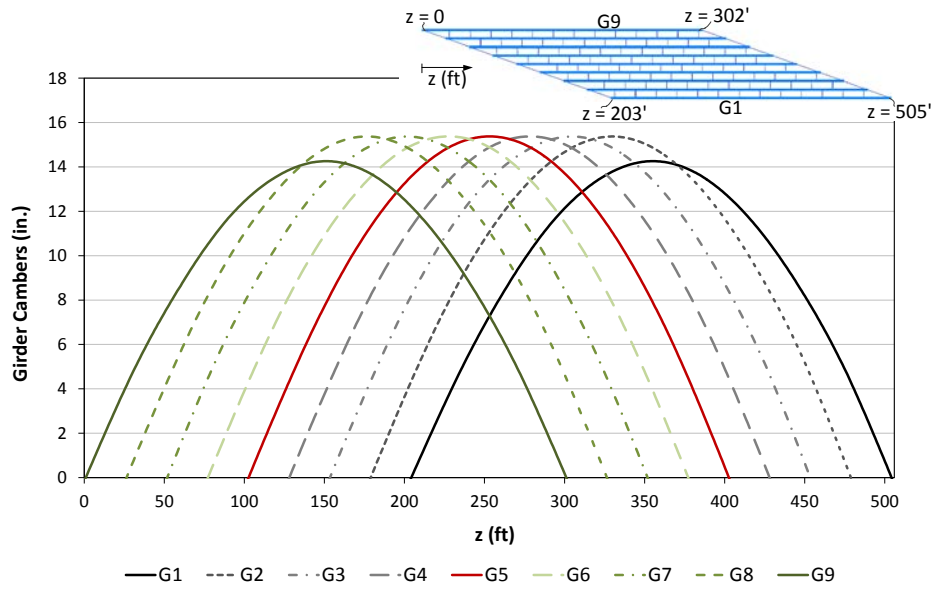 z = 0
G9
z = 302'
z (ft)
z = 203'
G1
z = 505'
18
16
14
12
10
8
6
4
2
0
Girder Cambers (in.)
0 50 100 150 200 250 300 350 400 450 500
z (ft)
G1 G2 G3 G4 G5 G6 G7 G8 G9